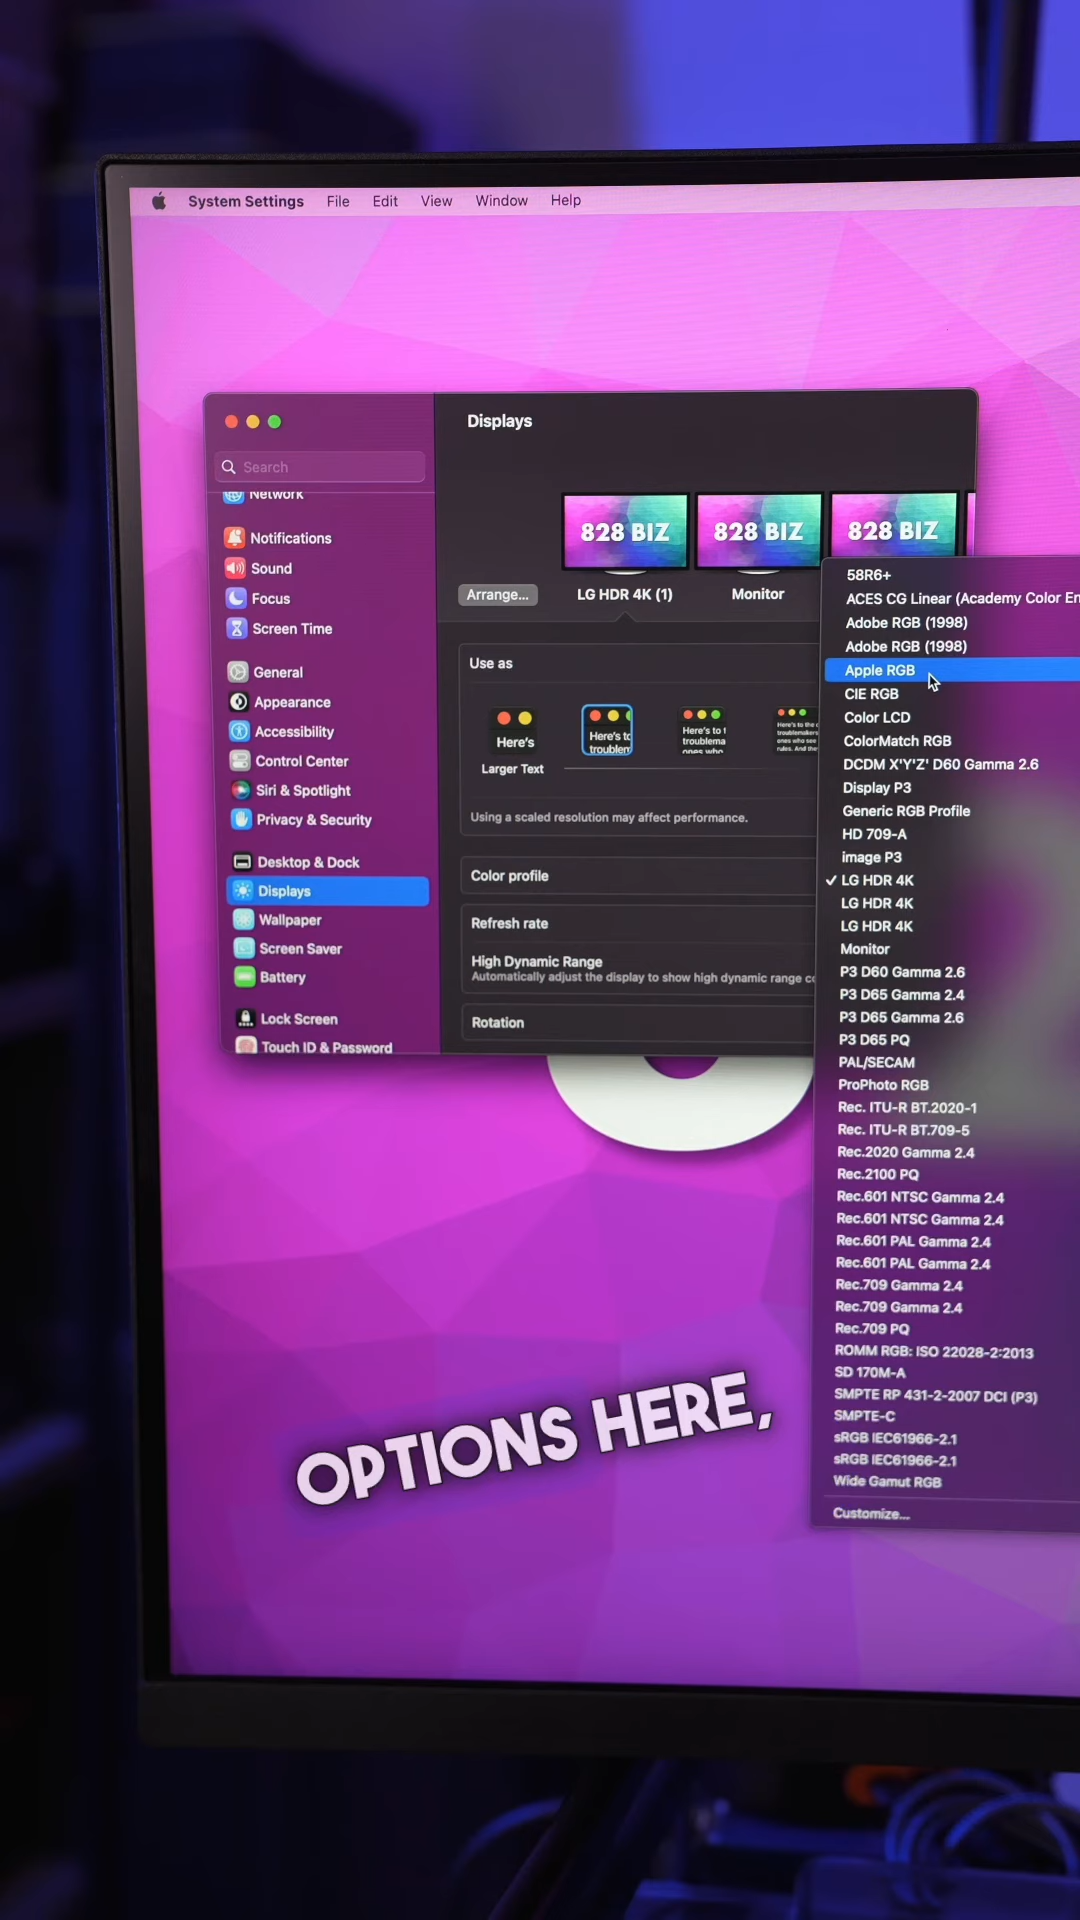 System Settings File Edit View Window Help
Displays
Search
Network
Notifications
Sound
Focus
Screen Time
General
Appearance
Accessibility
Control Center
Siri & Spotlight
Privacy & Security
Desktop & Dock
Displays
Wallpaper
Screen Saver
Battery
Lock Screen
Touch ID & Password
828 BIZ 828 BIZ 828 BIZ
Arrange... LG HDR 4K (1) Monitor
Use as
Here's
Larger Text
Using a scaled resolution may affect performance.
Color profile
Refresh rate
High Dynamic Range
Automatically adjust the display to show high dynamic range
Rotation
58R6+
ACES CG Linear (Academy Color
Adobe RGB (1998)
Adobe RGB (1998)
Apple RGB
CIE RGB
Color LCD
ColorMatch RGB
DCDM X'Y'Z' D60 Gamma 2.6
Display P3
Generic RGB Profile
HD 709-A
image P3
✓ LG HDR 4K
LG HDR 4K
LG HDR 4K
Monitor
P3 D60 Gamma 2.6
P3 D65 Gamma 2.4
P3 D65 Gamma 2.6
P3 D65 PQ
PAL/SECAM
ProPhoto RGB
Rec. ITU-R BT.2020-1
Rec. ITU-R BT.709-5
Rec.2020 Gamma 2.4
Rec.2100 PQ
Rec.601 NTSC Gamma 2.4
Rec.601 NTSC Gamma 2.4
Rec.601 PAL Gamma 2.4
Rec.601 PAL Gamma 2.4
Rec.709 Gamma 2.4
Rec.709 Gamma 2.4
Rec.709 PQ
ROMM RGB: ISO 22028-2:2013
SD 170M-A
SMPTE RP 431-2-2007 DCI (P3)
SMPTE-C
sRGB IEC61966-2.1
sRGB IEC61966-2.1
Wide Gamut RGB
Customize...
OPTIONS HERE,